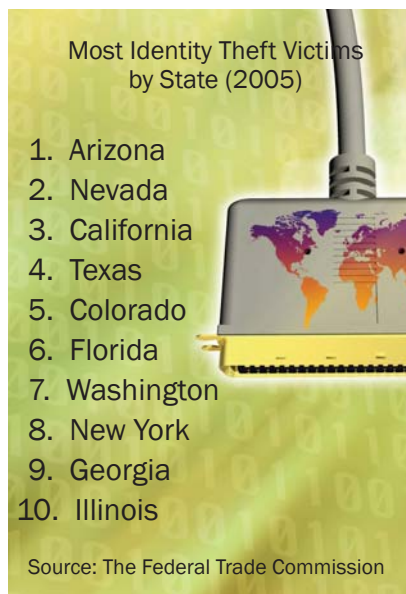 Most Identity Theft Victims
by State (2005)
1. Arizona
2. Nevada
3. California
4. Texas
5. Colorado
6. Florida
7. Washington
8. New York
9. Georgia
10. Illinois
Source: The Federal Trade Commission